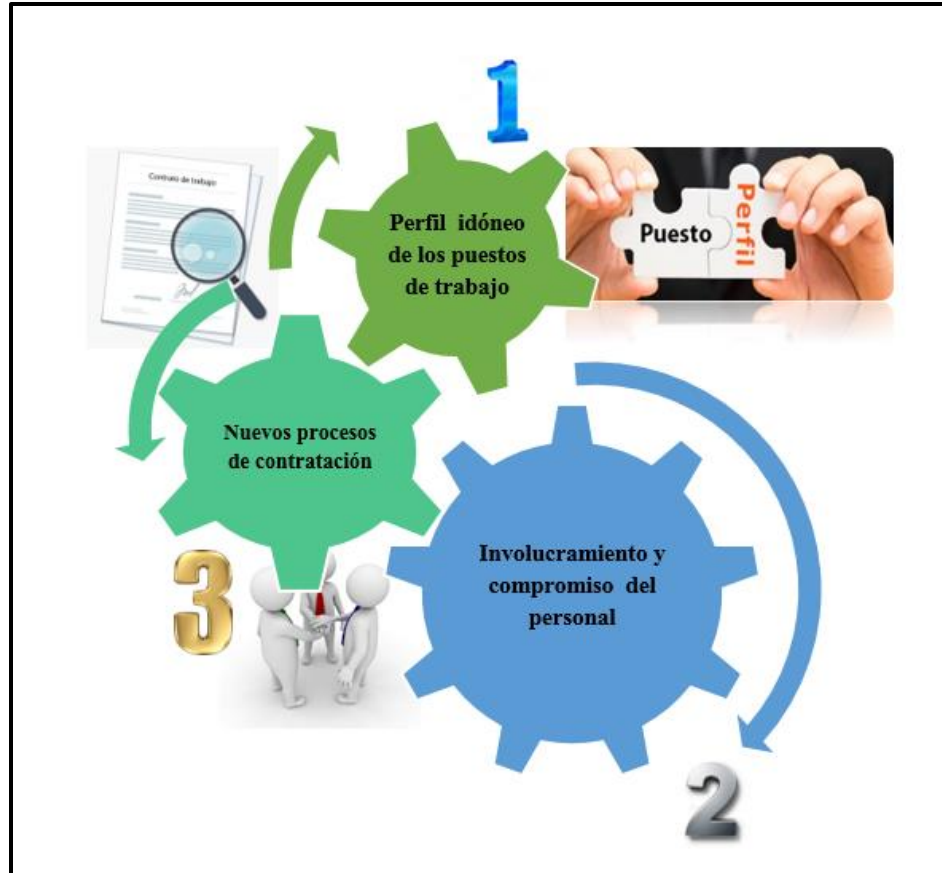 1
Contrato de trabajo
Perfil idóneo
de los puestos
de trabajo
Puesto
Perfil
Nuevos procesos
de contratación
Involucramiento y
compromiso del
personal
3
2